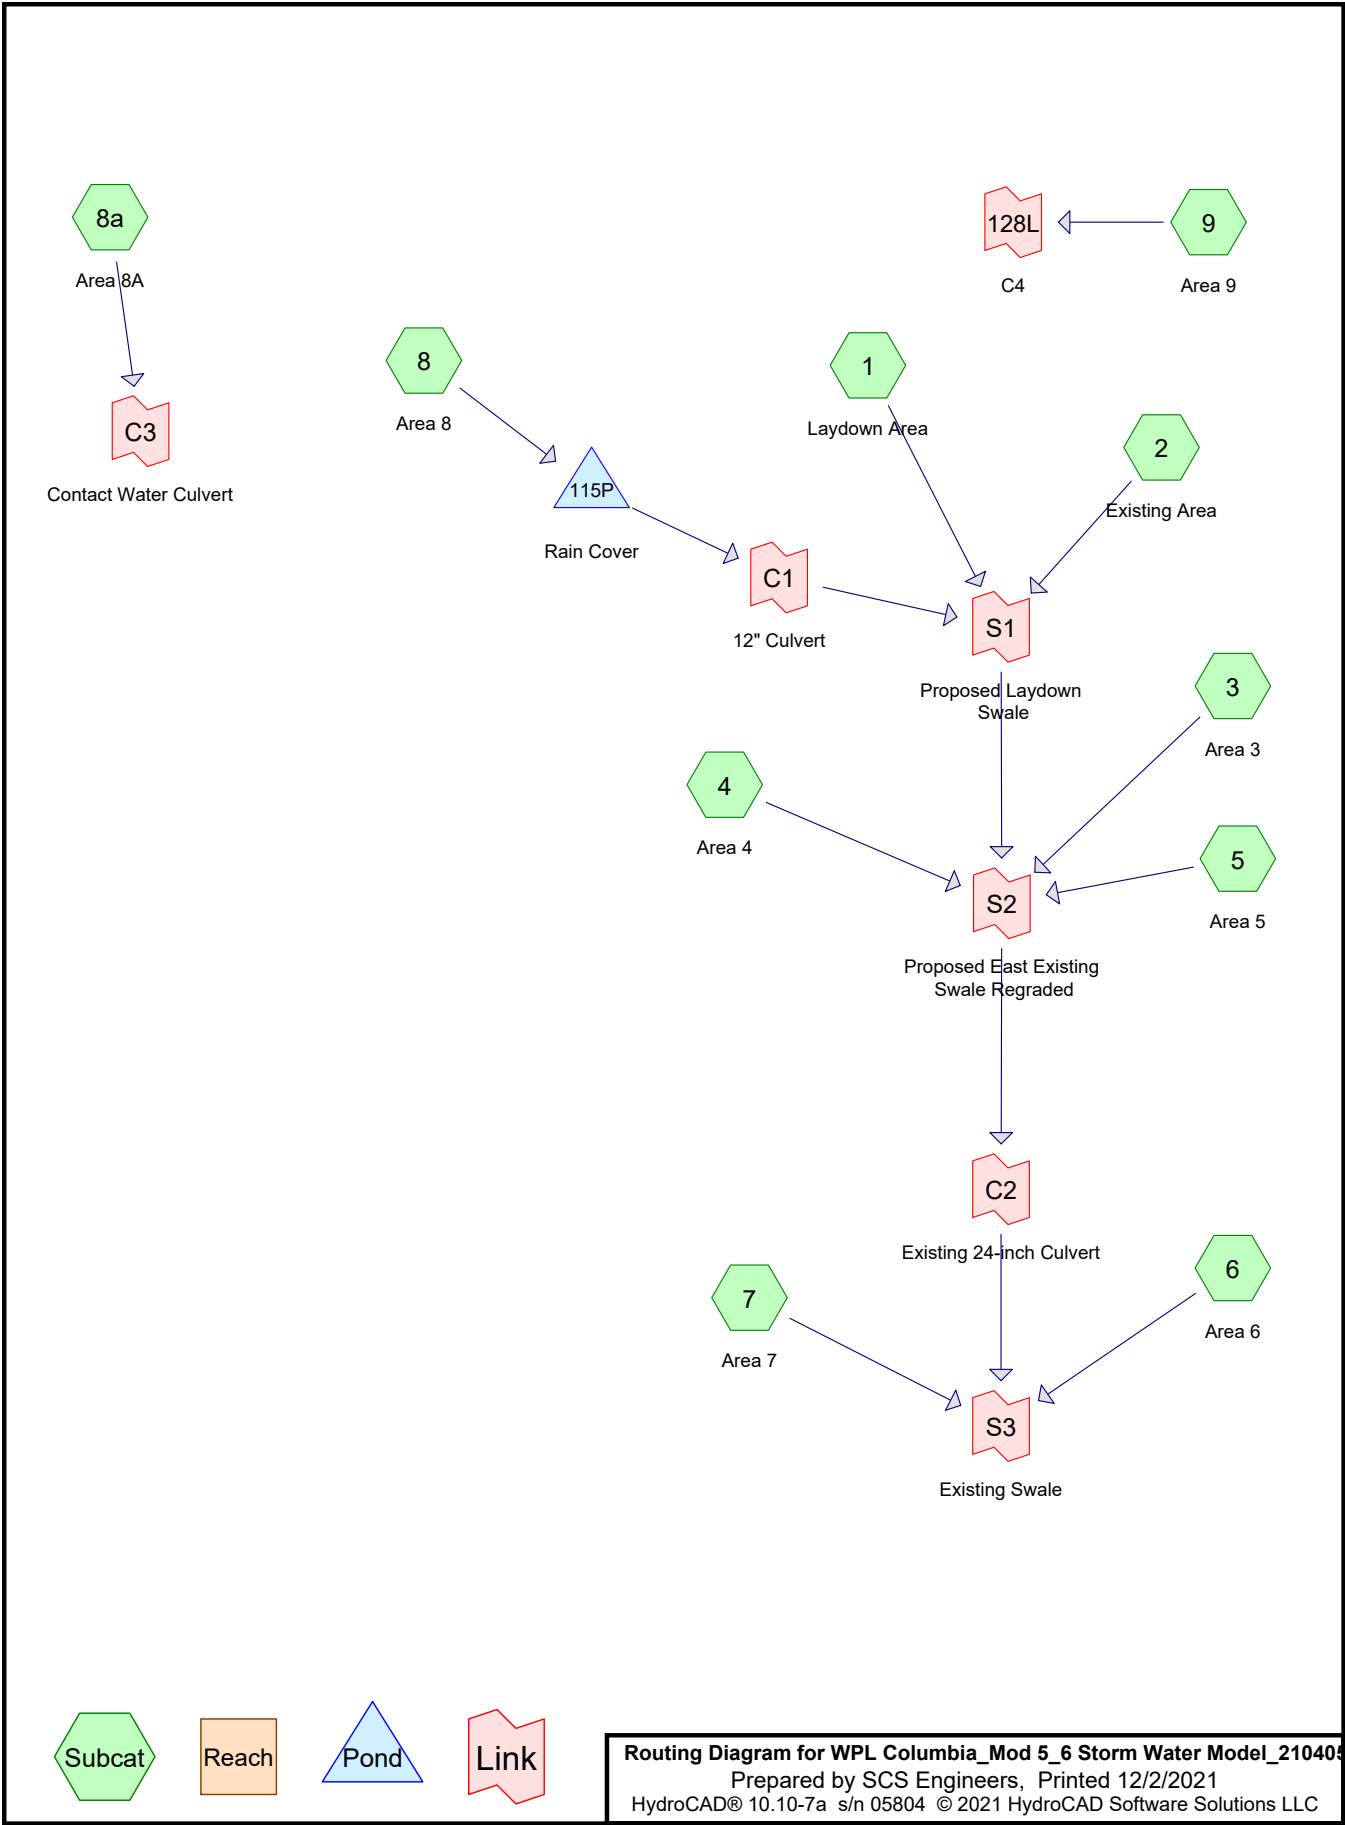 8a
Area 8A
C3
Contact Water Culvert
128L
C4
9
Area 9
8
Area 8
115P
Rain Cover
C1
12" Culvert
1
Laydown Area
2
Existing Area
S1
Proposed Laydown
Swale
3
Area 3
4
Area 4
5
Area 5
S2
Proposed East Existing
Swale Regraded
C2
Existing 24-inch Culvert
7
Area 7
6
Area 6
S3
Existing Swale
Subcat
Reach
Pond
Link
Routing Diagram for WPL Columbia_Mod 5_6 Storm Water Model_210405
Prepared by SCS Engineers, Printed 12/2/2021
HydroCAD® 10.10-7a s/n 05804 © 2021 HydroCAD Software Solutions LLC